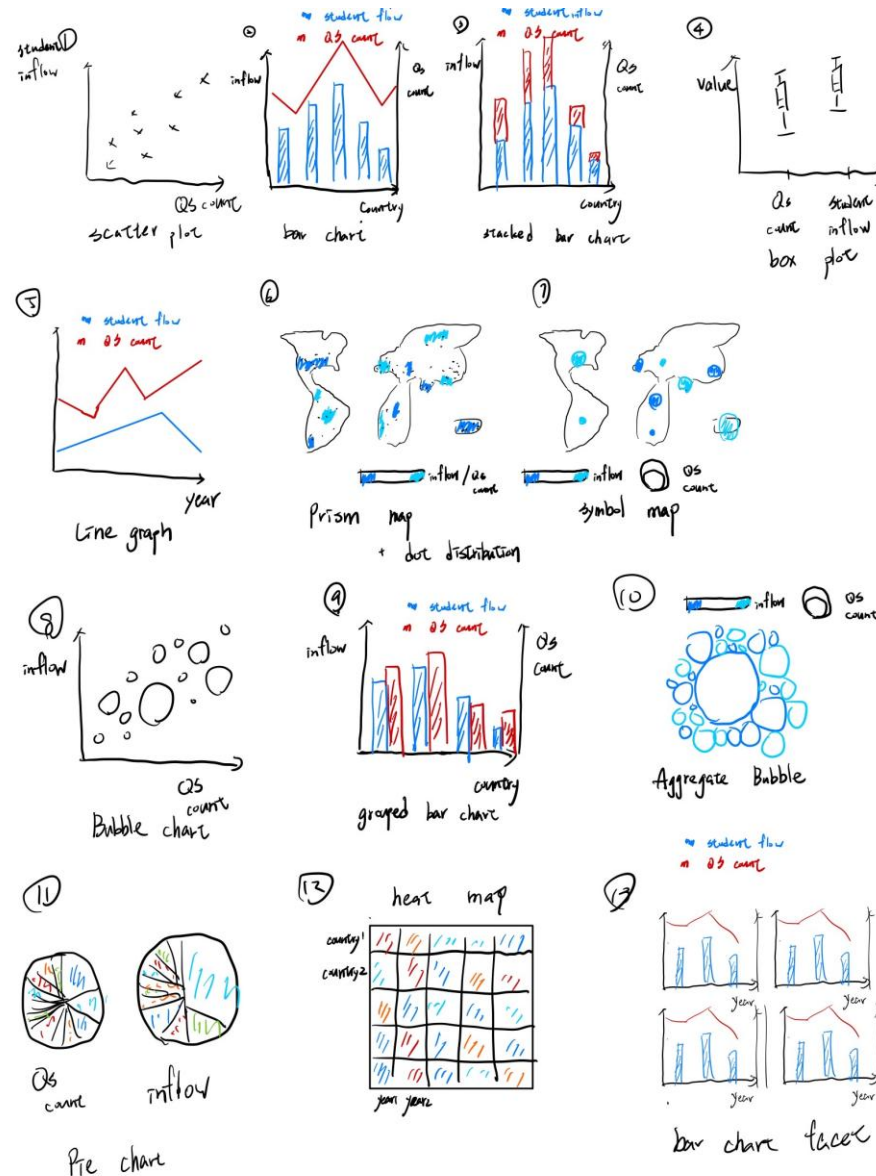 ①
student
inflow
QS count
scatter plot
②
student flow
QS count
inflow
QS
count
country
bar chart
③
student inflow
QS count
inflow
QS
count
country
stacked bar chart
④
value
QS
count
student
inflow
box plot
⑤
student flow
QS count
year
Line graph
⑥
inflow/QS
count
Prism map
+ dot distribution
⑦
inflow
QS
count
symbol map
⑧
inflow
QS
count
Bubble chart
⑨
student flow
QS count
inflow
QS
count
country
grouped bar chart
⑩
inflow
QS
count
Aggregate Bubble
⑪
QS
count
inflow
Pie chart
⑫
heat map
country1
country2
year1 year2
student flow
QS count
⑬
year
year
year
year
bar chart facet